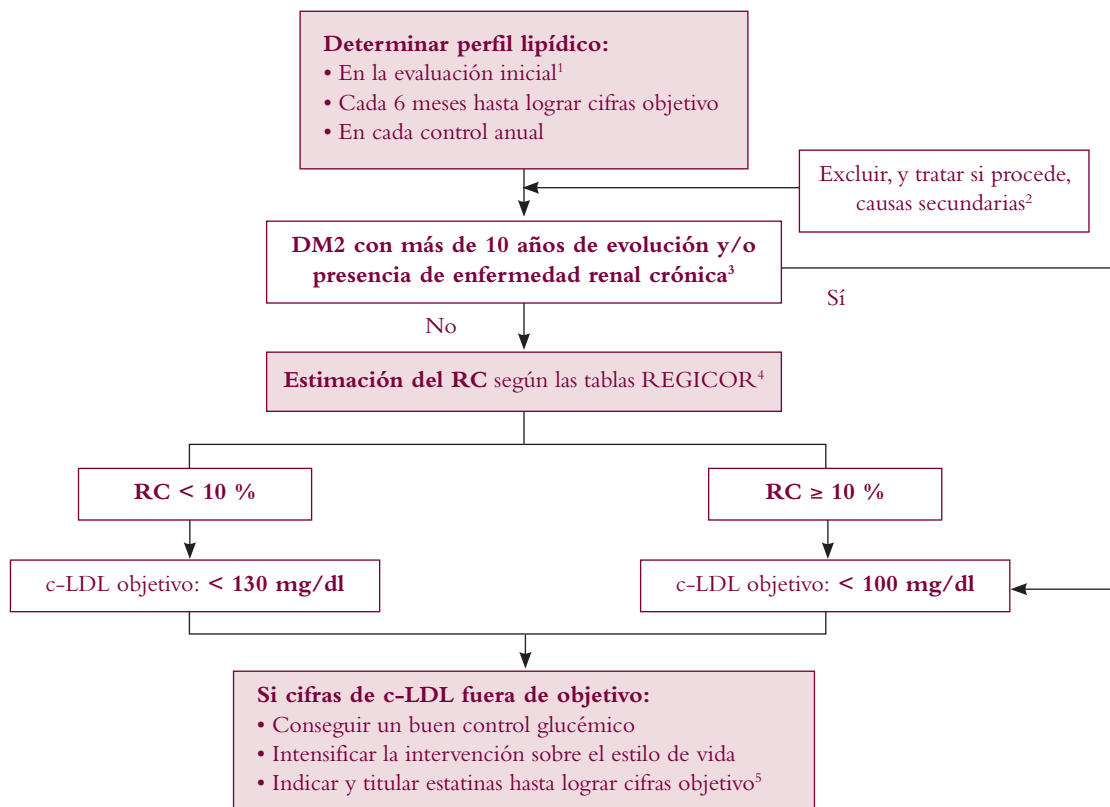 Determinar perfil lipídico:
• En la evaluación inicial¹
• Cada 6 meses hasta lograr cifras objetivo
• En cada control anual
Excluir, y tratar si procede,
causas secundarias²
DM2 con más de 10 años de evolución y/o
presencia de enfermedad renal crónica³
Sí
No
Estimación del RC según las tablas REGICOR⁴
RC < 10 %
RC ≥ 10 %
c-LDL objetivo: < 130 mg/dl
c-LDL objetivo: < 100 mg/dl
Si cifras de c-LDL fuera de objetivo:
• Conseguir un buen control glucémico
• Intensificar la intervención sobre el estilo de vida
• Indicar y titular estatinas hasta lograr cifras objetivo⁵